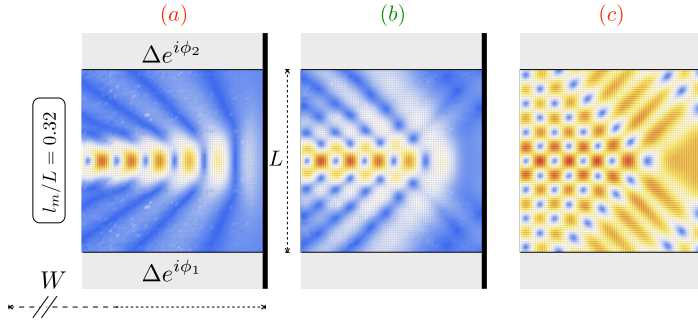 (a) (b) (c)
Δe^{iϕ_2}
l_m/L = 0.32
L
Δe^{iϕ_1}
W